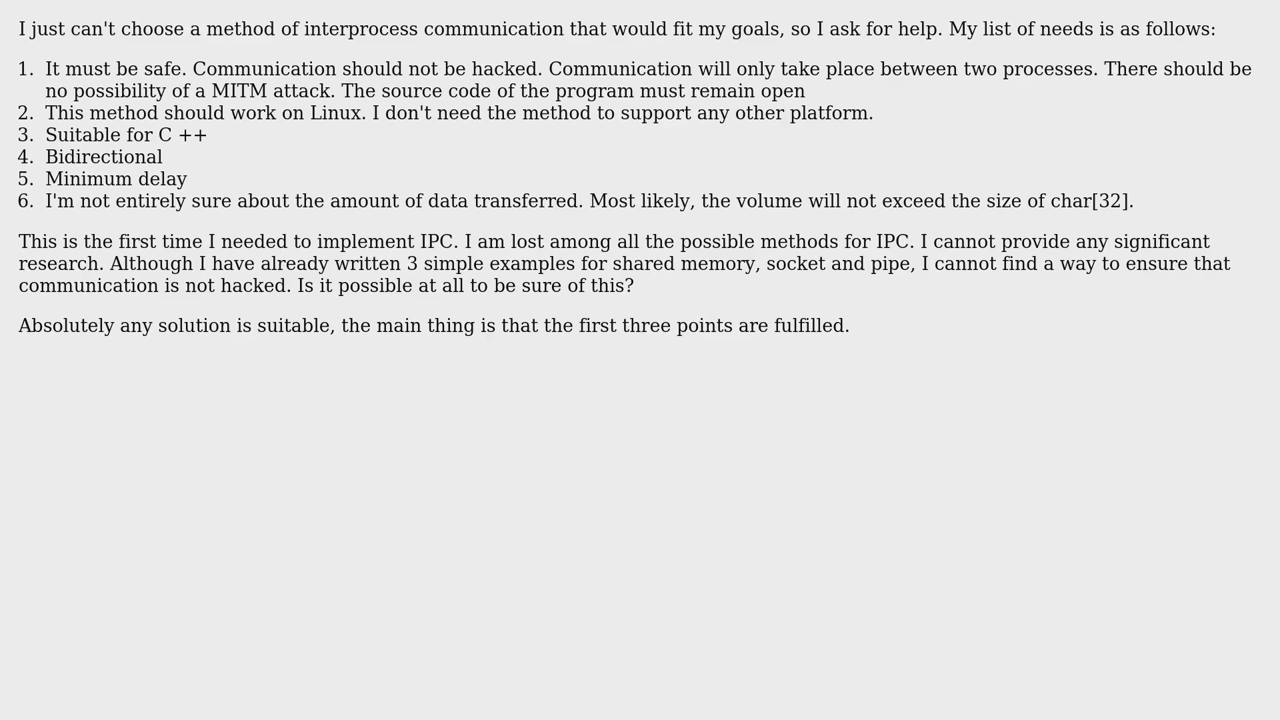 I just can't choose a method of interprocess communication that would fit my goals, so I ask for help. My list of needs is as follows:
1. It must be safe. Communication should not be hacked. Communication will only take place between two processes. There should be
no possibility of a MITM attack. The source code of the program must remain open
2. This method should work on Linux. I don't need the method to support any other platform.
3. Suitable for C ++
4. Bidirectional
5. Minimum delay
6. I'm not entirely sure about the amount of data transferred. Most likely, the volume will not exceed the size of char[32].
This is the first time I needed to implement IPC. I am lost among all the possible methods for IPC. I cannot provide any significant
research. Although I have already written 3 simple examples for shared memory, socket and pipe, I cannot find a way to ensure that
communication is not hacked. Is it possible at all to be sure of this?
Absolutely any solution is suitable, the main thing is that the first three points are fulfilled.